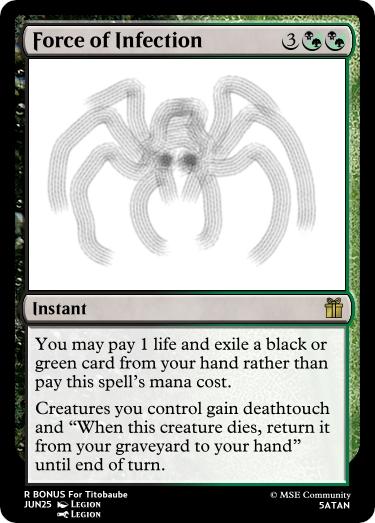 Force of Infection 3
Instant
You may pay 1 life and exile a black or
green card from your hand rather than
pay this spell's mana cost.
Creatures you control gain deathtouch
and “When this creature dies, return it
from your graveyard to your hand”
until end of turn.
R BONUS For Titobaube © MSE Community
JUN25 Legion 5ATAN
Legion